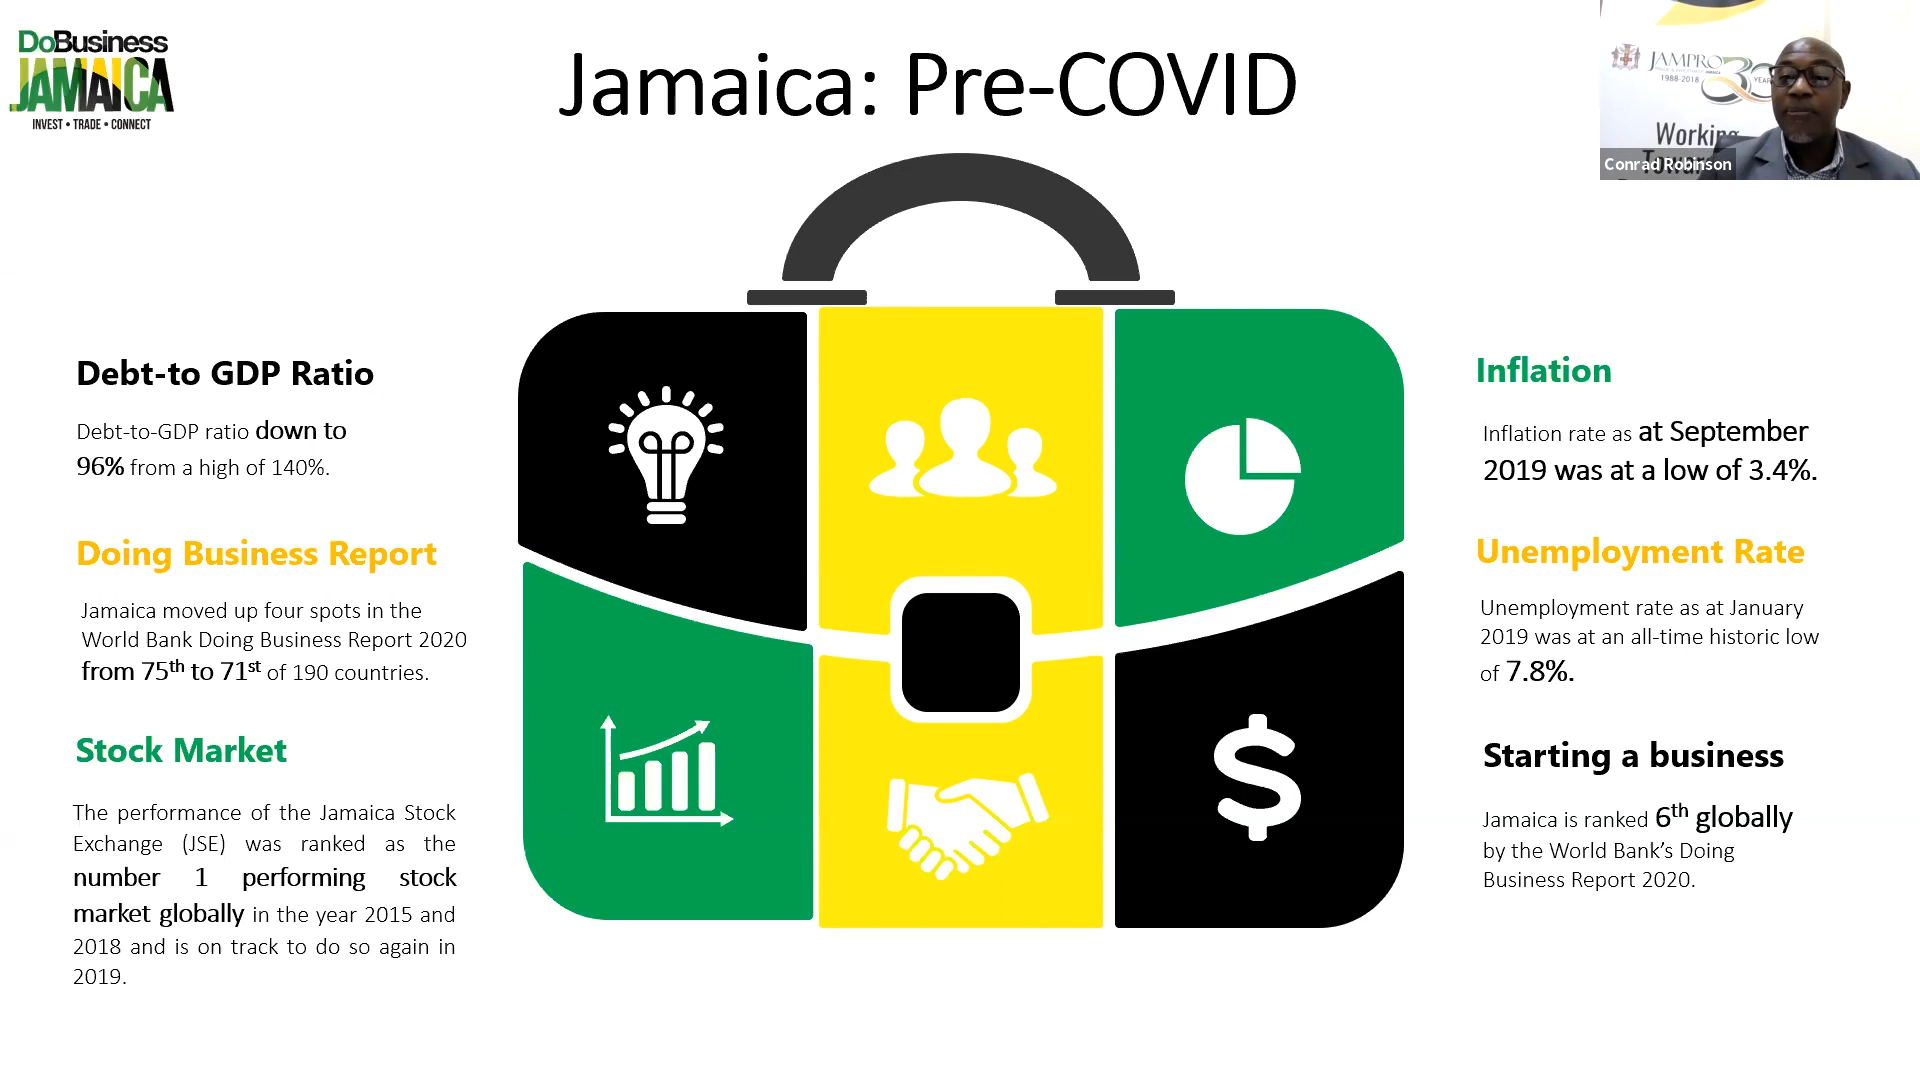 DoBusiness
JAMAICA
INVEST • TRADE • CONNECT
Jamaica: Pre-COVID
JAMPRO
1988-2018
30
YEAR
Working
Conrad Robinson
Debt-to GDP Ratio
Debt-to-GDP ratio down to
96% from a high of 140%.
Doing Business Report
Jamaica moved up four spots in the
World Bank Doing Business Report 2020
from 75th to 71st of 190 countries.
Stock Market
The performance of the Jamaica Stock
Exchange (JSE) was ranked as the
number 1 performing stock
market globally in the year 2015 and
2018 and is on track to do so again in
2019.
Inflation
Inflation rate as at September
2019 was at a low of 3.4%.
Unemployment Rate
Unemployment rate as at January
2019 was at an all-time historic low
of 7.8%.
Starting a business
Jamaica is ranked 6th globally
by the World Bank’s Doing
Business Report 2020.
$